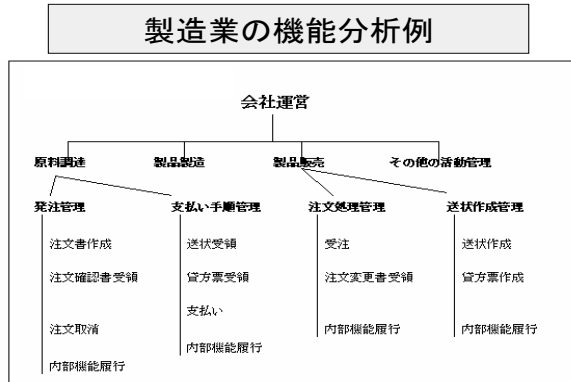 製造業の機能分析例
会社運営
原料調達 製品製造 製品販売 その他の活動管理
発注管理 支払い手順管理 注文処理管理 送状作成管理
注文書作成 送状受領 受注 送状作成
注文確認書受領 貸方票受領 注文変更書受領 貸方票作成
支払い
注文取消 内部機能履行 内部機能履行 内部機能履行
内部機能履行